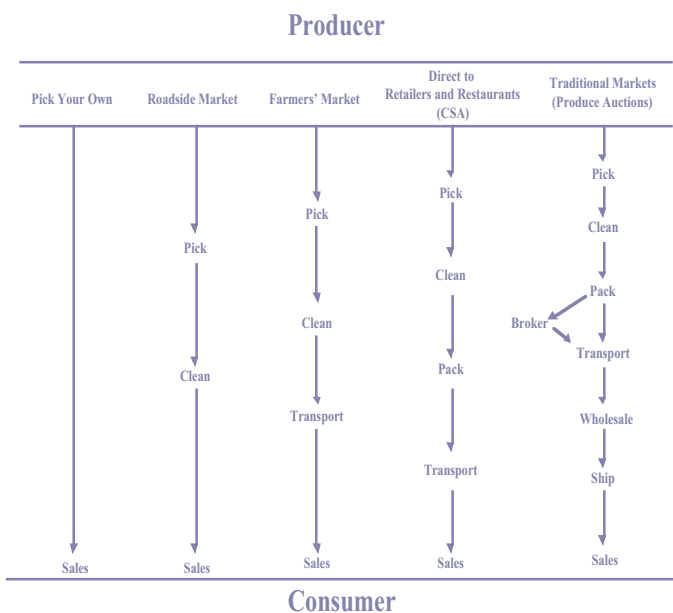 Producer
Pick Your Own
Roadside Market
Farmers' Market
Direct to
Retailers and Restaurants
(CSA)
Traditional Markets
(Produce Auctions)
Sales
Pick
Clean
Sales
Pick
Clean
Transport
Sales
Pick
Clean
Pack
Transport
Sales
Pick
Clean
Pack
Broker
Transport
Wholesale
Ship
Sales
Consumer